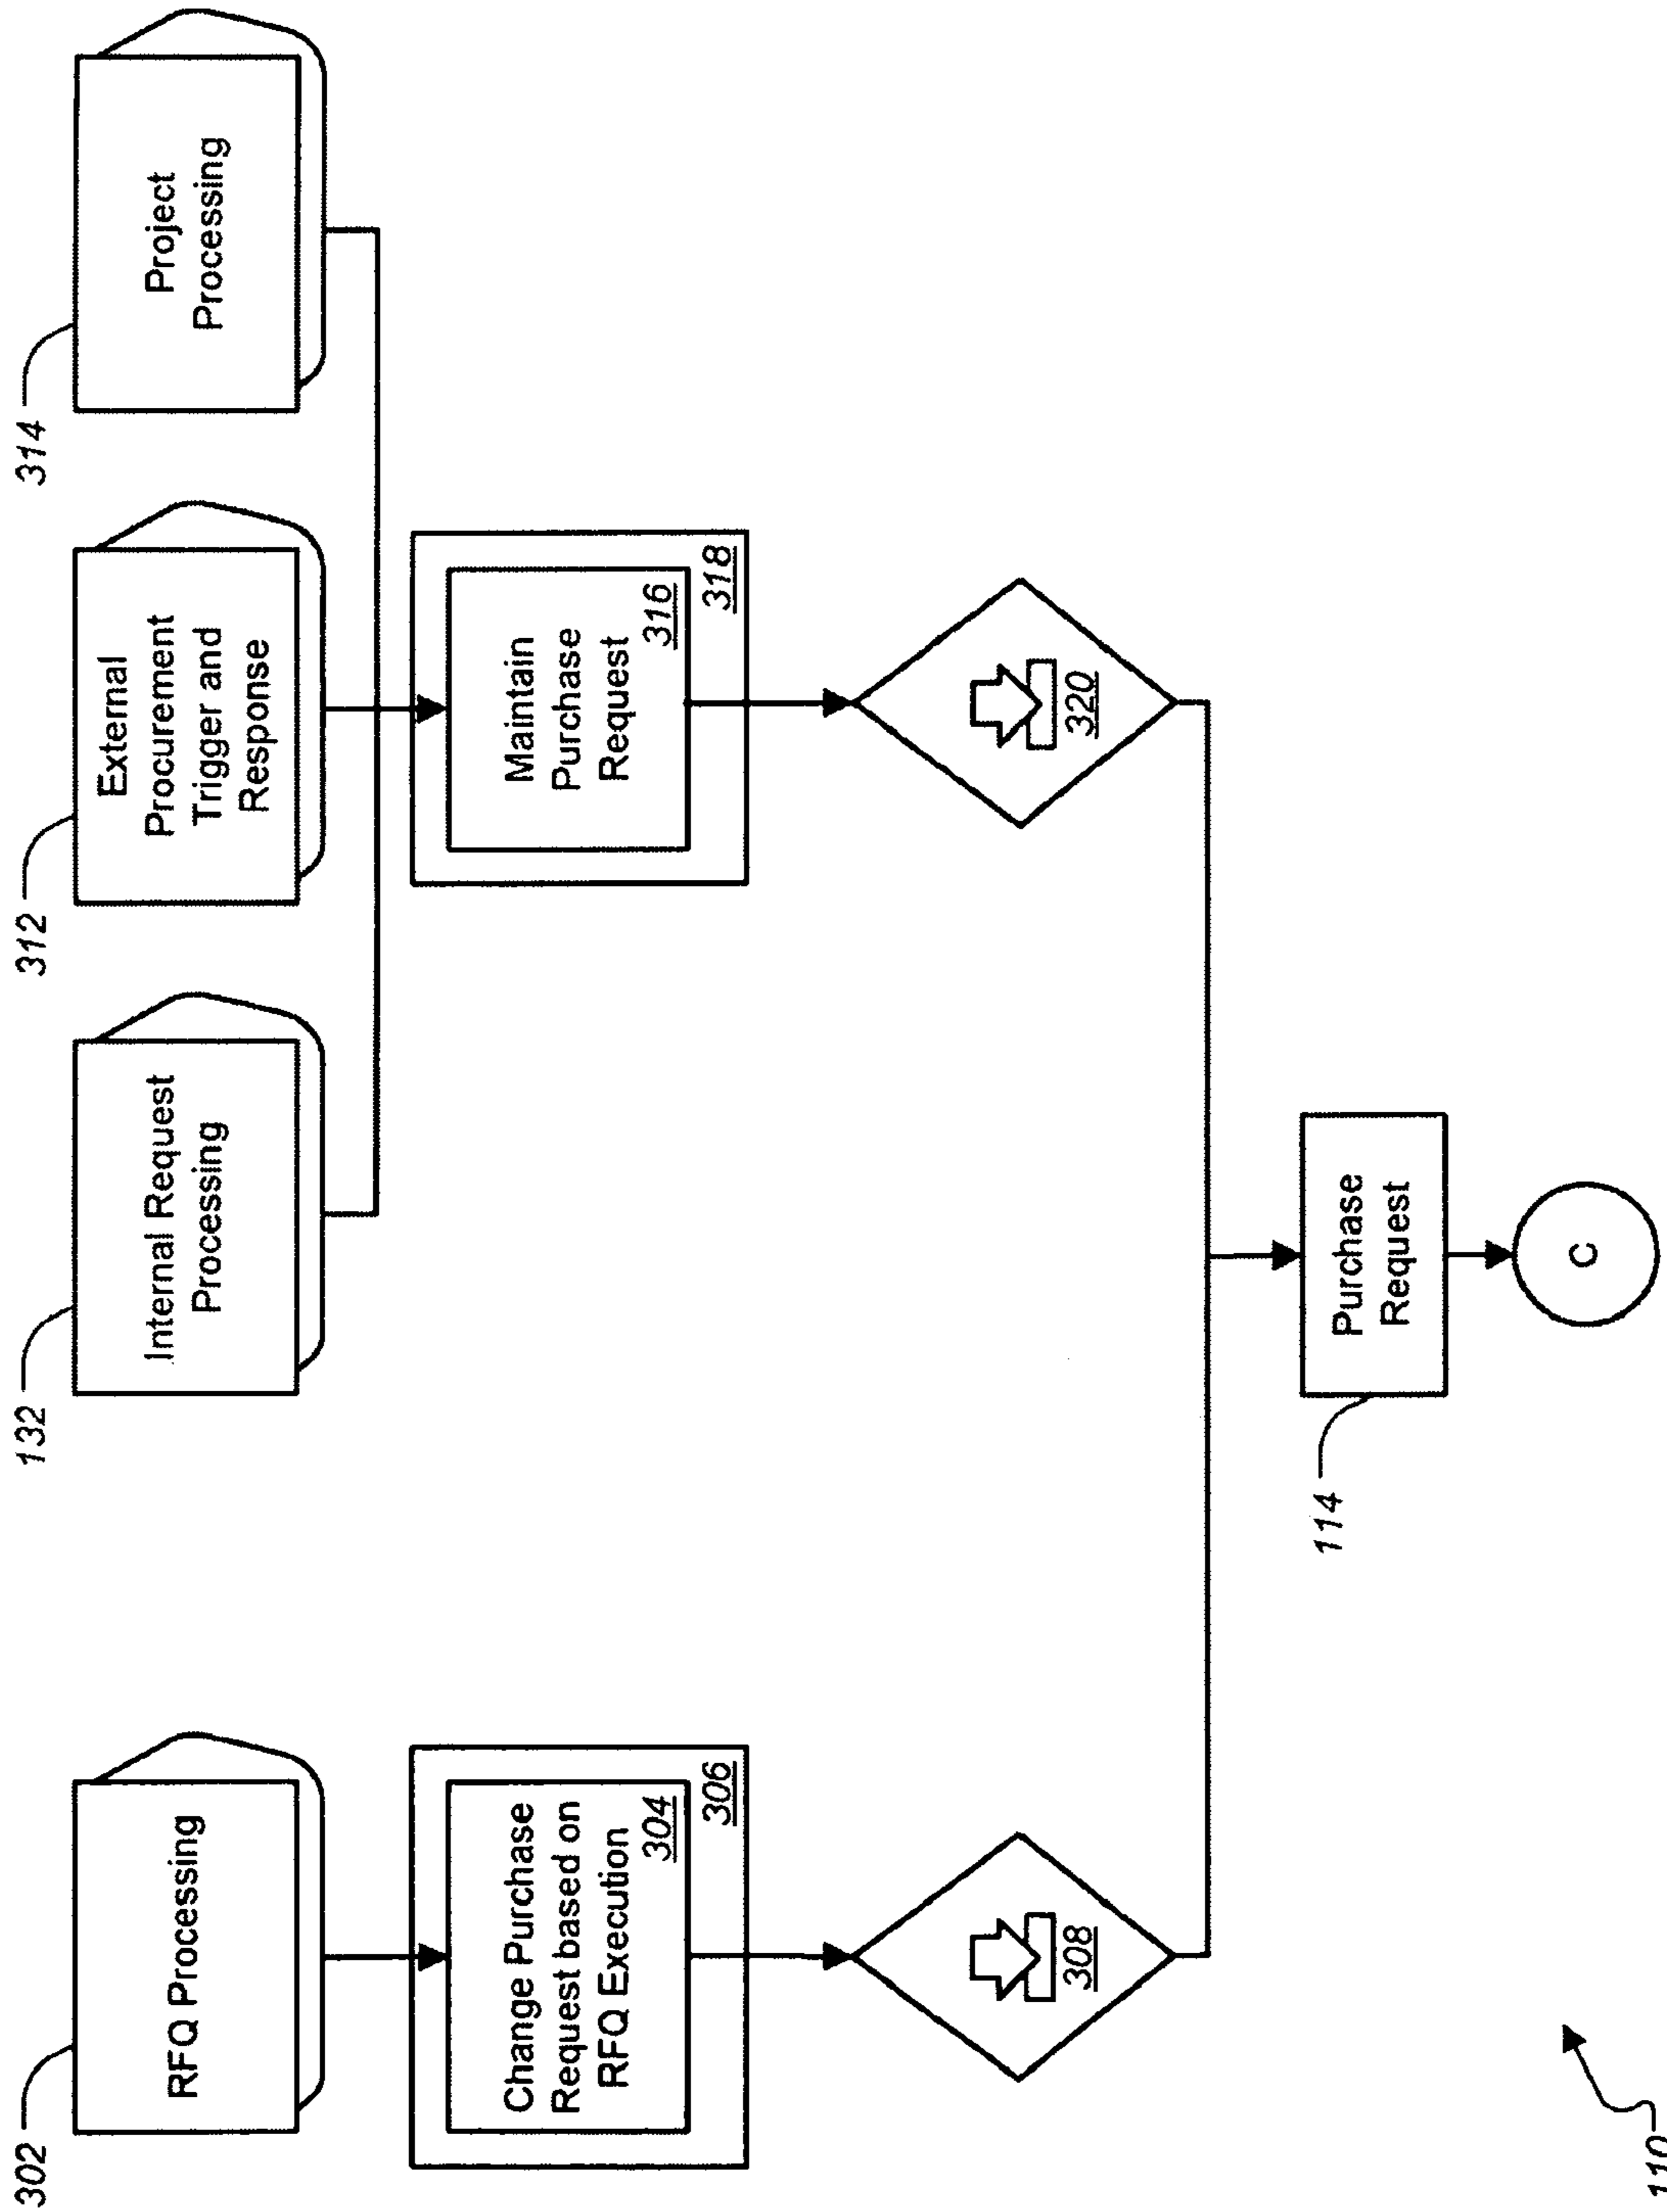 302
RFQ Processing
132
Internal Request
Processing
312
External
Procurement
Trigger and
Response
314
Project
Processing
Change Purchase
Request based on
RFQ Execution
304
306
Maintain
Purchase
Request
316
318
308
320
114
Purchase
Request
C
110